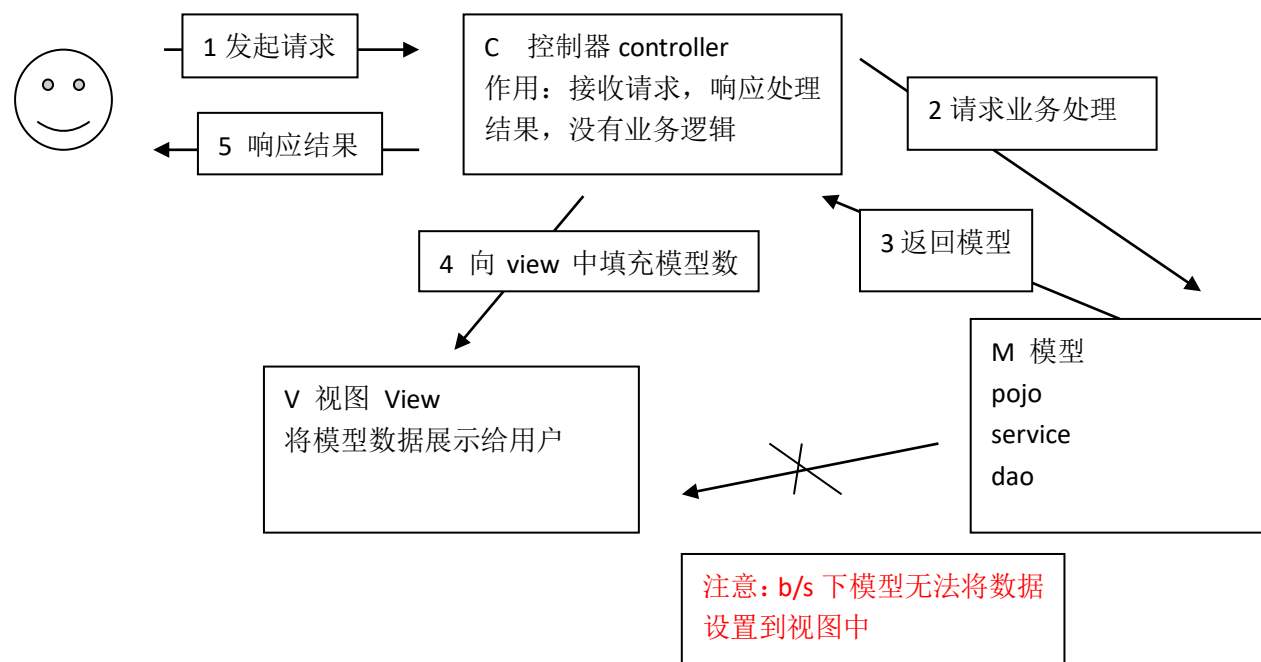 1 发起请求
C 控制器 controller
作用：接收请求，响应处理
结果，没有业务逻辑
2 请求业务处理
5 响应结果
3 返回模型
4 向 view 中填充模型数
M 模型
pojo
service
dao
V 视图 View
将模型数据展示给用户
注意：b/s 下模型无法将数据
设置到视图中